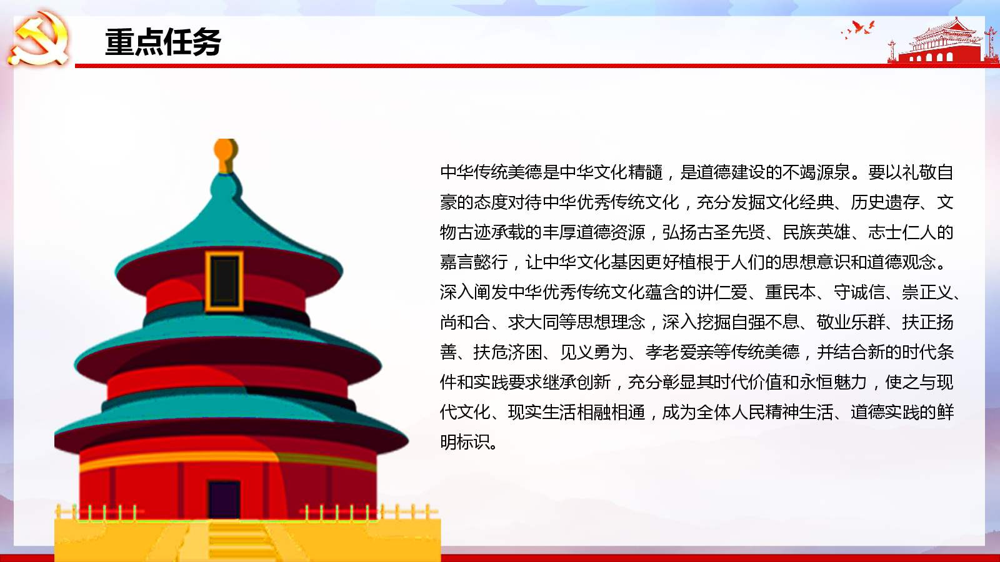 重点任务
中华传统美德是中华文化精髓，是道德建设的不竭源泉。要以礼敬自
豪的态度对待中华优秀传统文化，充分发掘文化经典、历史遗存、文
物古迹承载的丰厚道德资源，弘扬古圣先贤、民族英雄、志士仁人的
嘉言懿行，让中华文化基因更好植根于人们的思想意识和道德观念。
深入阐发中华优秀传统文化蕴含的讲仁爱、重民本、守诚信、崇正义、
尚和合、求大同等思想理念，深入挖掘自强不息、敬业乐群、扶正扬
善、扶危济困、见义勇为、孝老爱亲等传统美德，并结合新的时代条
件和实践要求继承创新，充分彰显其时代价值和永恒魅力，使之与现
代文化、现实生活相融相通，成为全体人民精神生活、道德实践的鲜
明标识。